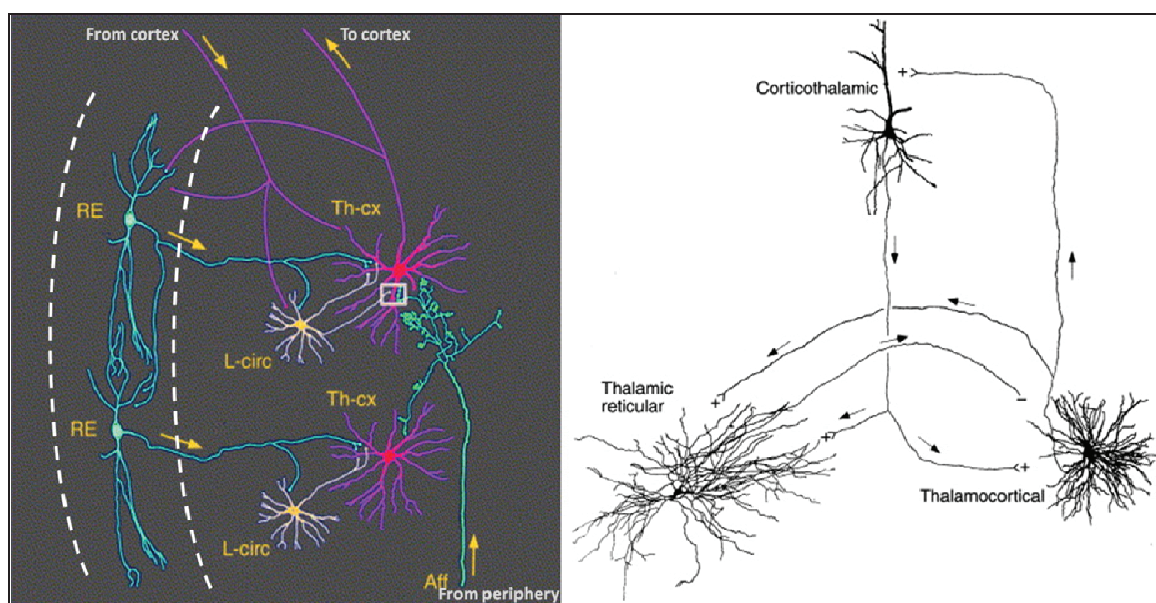 From cortex
To cortex
RE
Th-cx
L-circ
Th-cx
RE
L-circ
Aff
From periphery
+
Corticothalamic
Thalamic
reticular
+
-
+
+
Thalamocortical